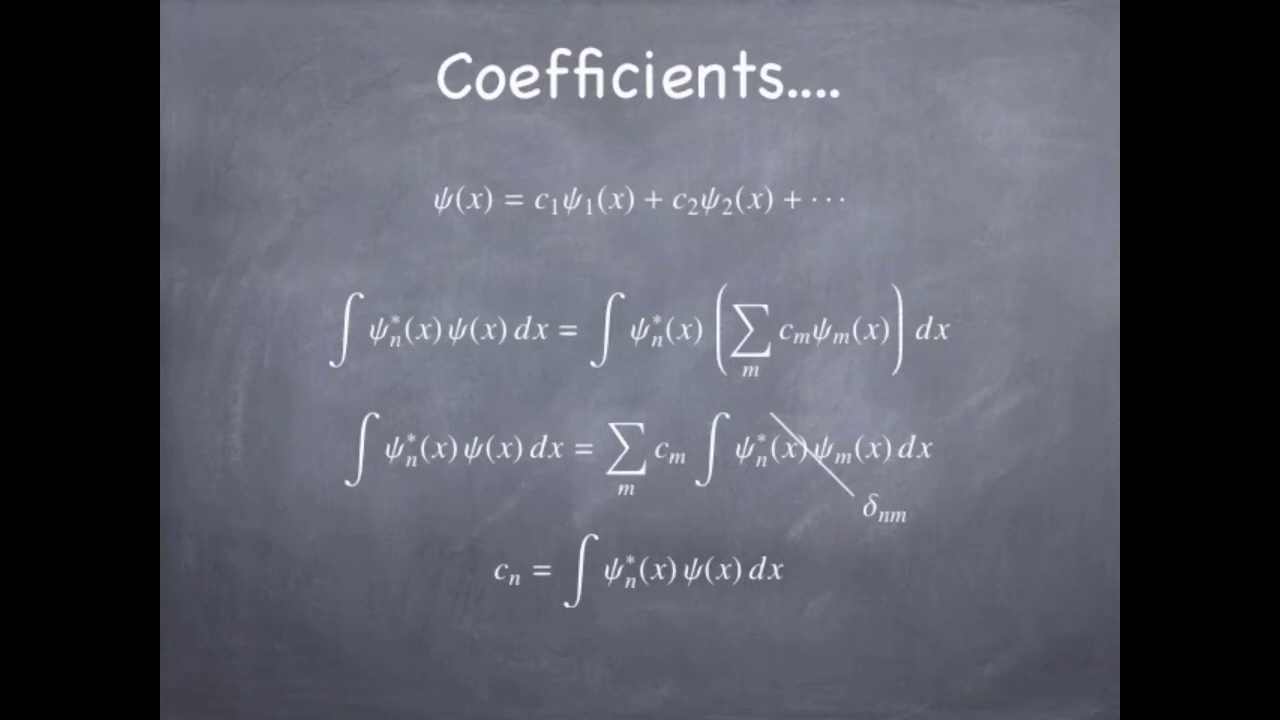 Coefficients....
ψ(x) = c₁ψ₁(x) + c₂ψ₂(x) + ⋯
∫ ψₙ*(x) ψ(x) dx = ∫ ψₙ*(x) (∑ₘ cₘψₘ(x)) dx
∫ ψₙ*(x) ψ(x) dx = ∑ₘ cₘ ∫ ψₙ*(x) ψₘ(x) dx
δₙₘ
cₙ = ∫ ψₙ*(x) ψ(x) dx